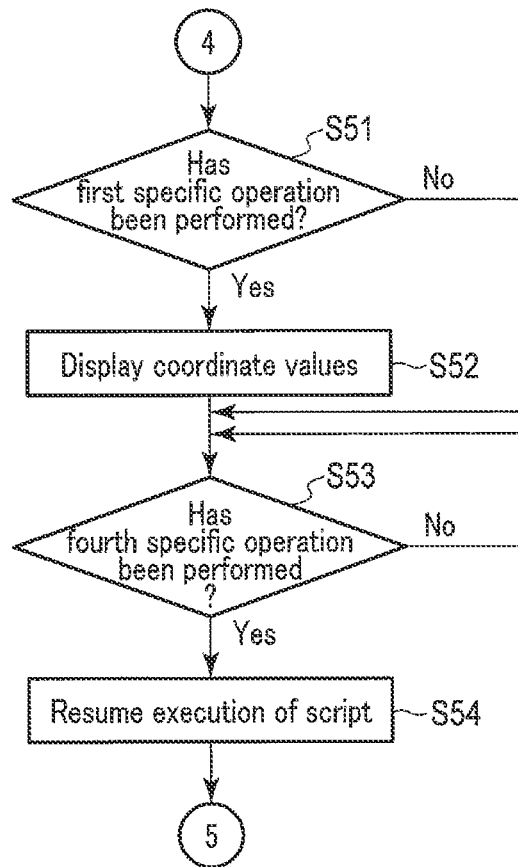 4
S51
Has
first specific operation
been performed?
No
Yes
Display coordinate values
S52
S53
Has
fourth specific operation
been performed
?
No
Yes
Resume execution of script
S54
5